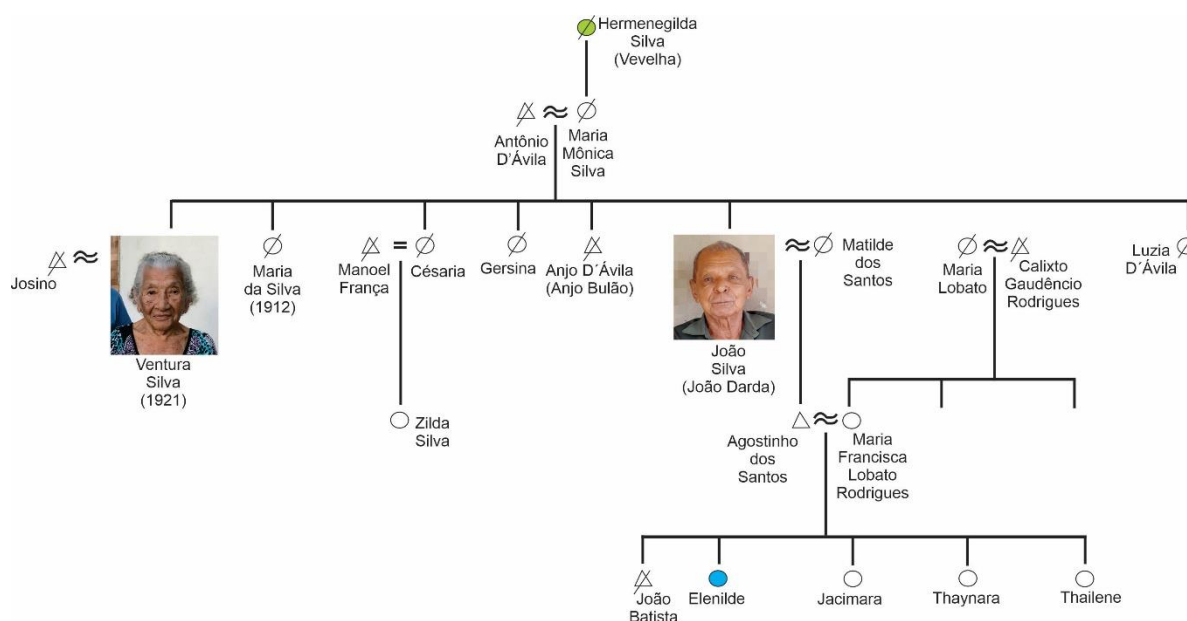 Hermenegilda
Silva
(Vevelha)
Antônio
D'Ávila
Maria
Mônica
Silva
Josino
Ventura
Silva
(1921)
Maria
da Silva
(1912)
Manoel
França
Césaria
Gersina
Anjo D´Ávila
(Anjo Bulão)
João
Silva
(João Darda)
Matilde
dos
Santos
Maria
Lobato
Calixto
Gaudêncio
Rodrigues
Luzia
D´Ávila
Zilda
Silva
Agostinho
dos
Santos
Maria
Francisca
Lobato
Rodrigues
João
Batista
Elenilde
Jacimara
Thaynara
Thailene